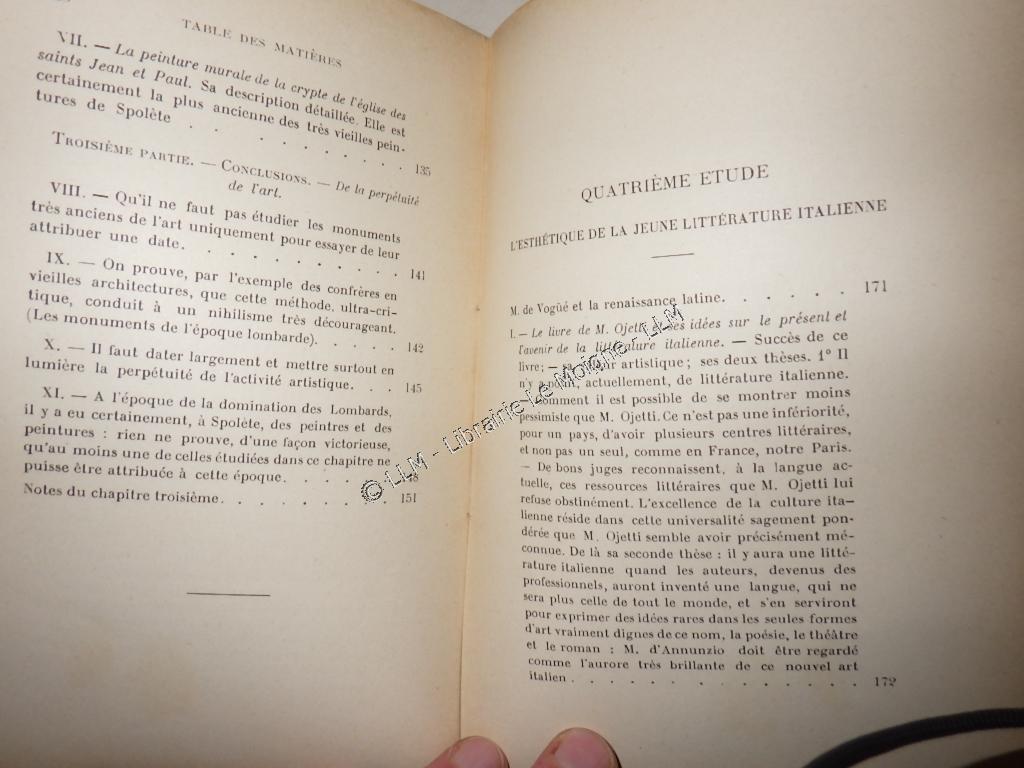 TABLE DES MATIÈRES
VII. — La peinture murale de la crypte de l'église des
saints Jean et Paul. Sa description détaillée. Elle est
certainement la plus ancienne des très vieilles pein-
tures de Spolète . . . . . . . . 135
TROISIÈME PARTIE. — CONCLUSIONS. — De la perpétuité
de l'art.
VIII. — Qu'il ne faut pas étudier les monuments
très anciens de l'art uniquement pour essayer de leur
attribuer une date. . . . . . . . . . 141
IX. — On prouve, par l'exemple des confrères en
vieilles architectures, que cette méthode, ultra-cri-
tique, conduit à un nihilisme très décourageant.
(Les monuments de l'époque lombarde). . . . . 142
X. — Il faut dater largement et mettre surtout en
lumière la perpétuité de l'activité artistique. . . 145
XI. — A l'époque de la domination des Lombards,
il y a eu certainement, à Spolète, des peintres et des
peintures : rien ne prouve, d'une façon victorieuse,
qu'au moins une de celles étudiées dans ce chapitre ne
puisse être attribuée à cette époque. . . . 148
Notes du chapitre troisième. . . . . . . . 151
QUATRIÈME ETUDE
L'ESTHÉTIQUE DE LA JEUNE LITTÉRATURE ITALIENNE
M. de Vogüé et la renaissance latine. . . . . . 171
I. — Le livre de M. Ojetti et ses idées sur le présent et
l'avenir de la littérature italienne. — Succès de ce
livre ; — sa artistique ; ses deux thèses. 1° Il
n'y a point, actuellement, de littérature italienne.
Comment il est possible de se montrer moins
pessimiste que M. Ojetti. Ce n'est pas une infériorité,
pour un pays, d'avoir plusieurs centres littéraires,
et non pas un seul, comme en France, notre Paris.
— De bons juges reconnaissent, à la langue ac-
tuelle, ces ressources littéraires que M. Ojetti lui
refuse obstinément. L'excellence de la culture ita-
lienne réside dans cette universalité sagement pon-
dérée que M. Ojetti semble avoir précisément mé-
connue. De là sa seconde thèse : il y aura une litté-
rature italienne quand les auteurs, devenus des
professionnels, auront inventé une langue, qui ne
sera plus celle de tout le monde, et s'en serviront
pour exprimer des idées rares dans les seules formes
d'art vraiment dignes de ce nom, la poésie, le théâtre
et le roman : M. d'Annunzio doit être regardé
comme l'aurore très brillante de ce nouvel art
italien . . . . . . . . . . . . 172
© LLM - Librairie Le Moigne - LLM